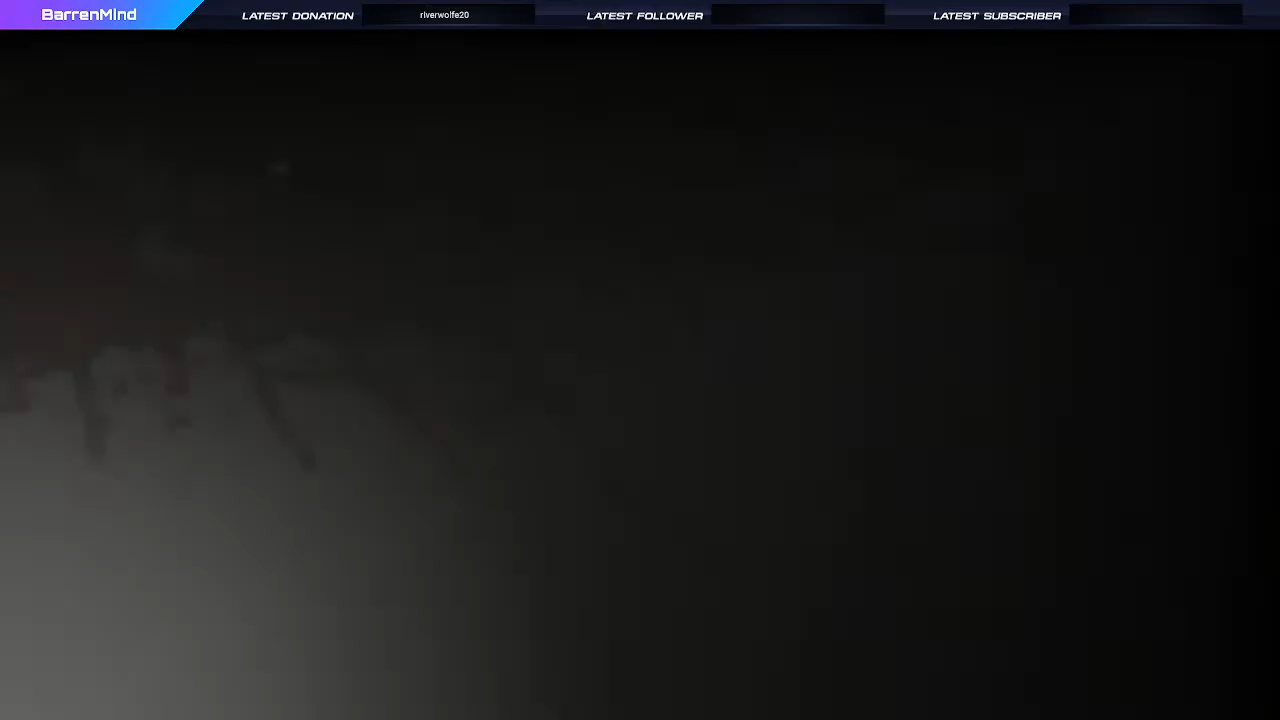 BarrenMInd
LATEST DONATION
rIverwolfe20
LATEST FOLLOWER
LATEST SUBSCRIBER